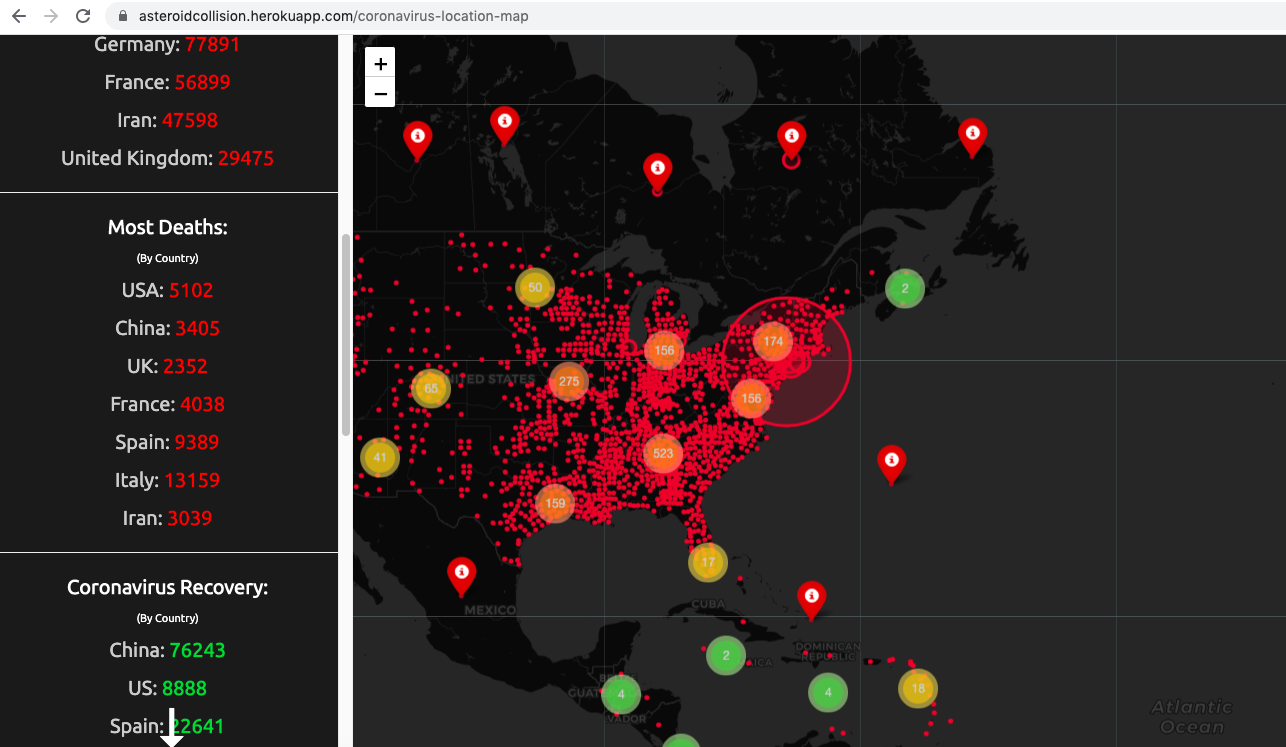 asteroidcollision.herokuapp.com/coronavirus-location-map
Germany: 77891
France: 56899
Iran: 47598
United Kingdom: 29475
Most Deaths:
(By Country)
USA: 5102
China: 3405
UK: 2352
France: 4038
Spain: 9389
Italy: 13159
Iran: 3039
Coronavirus Recovery:
(By Country)
China: 76243
US: 8888
Spain: 22641
+
−
50
2
174
156
275
UNITED STATES
65
156
41
523
159
17
MEXICO
CUBA
2
DOMINICAN
REPUBLIC
4
4
18
Atlantic
Ocean